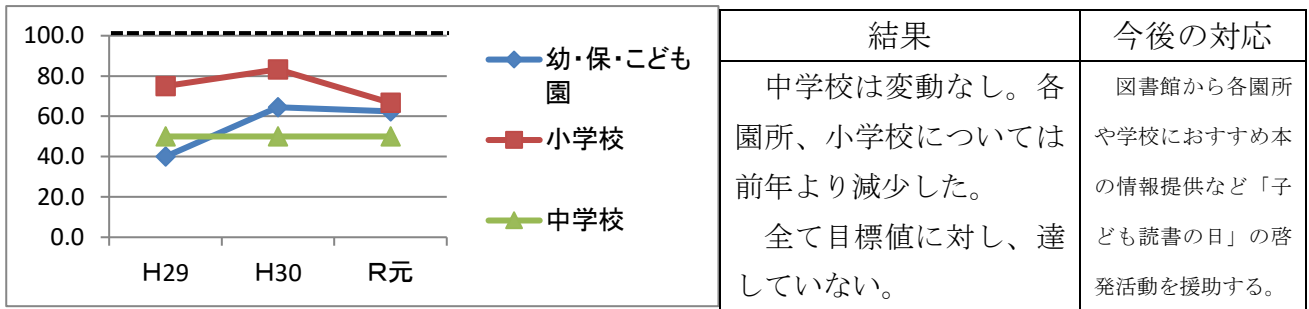 100.0
80.0
60.0
40.0
20.0
0.0
H29
H30
R元
幼・保・こども
園
小学校
中学校
結果
中学校は変動なし。各
園所、小学校については
前年より減少した。
全て目標値に対し、達
していない。
今後の対応
図書館から各園所
や学校におすすめ本
の情報提供など「子
ども読書の日」の啓
発活動を援助する。